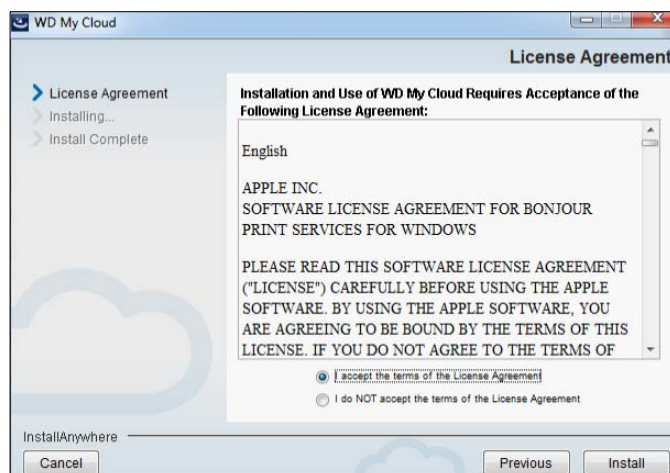 WD My Cloud
License Agreement
License Agreement
Installing...
Install Complete
Installation and Use of WD My Cloud Requires Acceptance of the
Following License Agreement:
English
APPLE INC.
SOFTWARE LICENSE AGREEMENT FOR BONJOUR
PRINT SERVICES FOR WINDOWS
PLEASE READ THIS SOFTWARE LICENSE AGREEMENT
("LICENSE") CAREFULLY BEFORE USING THE APPLE
SOFTWARE. BY USING THE APPLE SOFTWARE, YOU
ARE AGREEING TO BE BOUND BY THE TERMS OF THIS
LICENSE. IF YOU DO NOT AGREE TO THE TERMS OF
I accept the terms of the License Agreement
I do NOT accept the terms of the License Agreement
InstallAnywhere
Cancel
Previous
Install